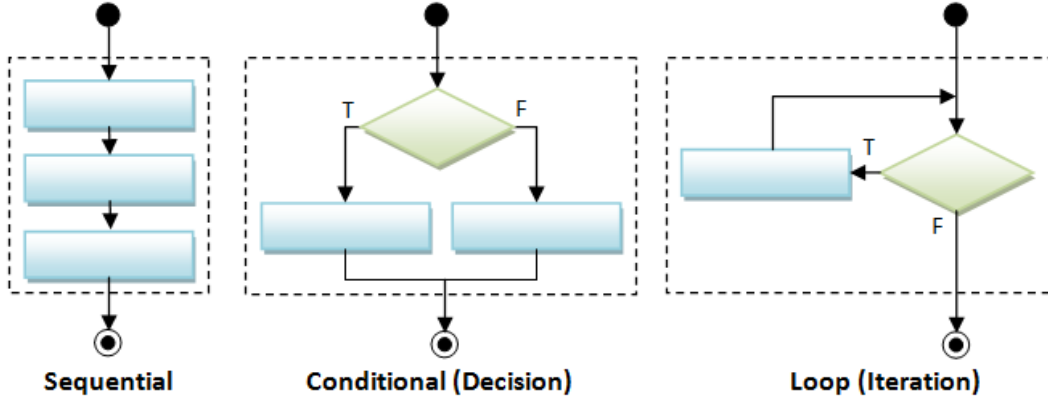 T
F
T
F
Sequential
Conditional (Decision)
Loop (Iteration)